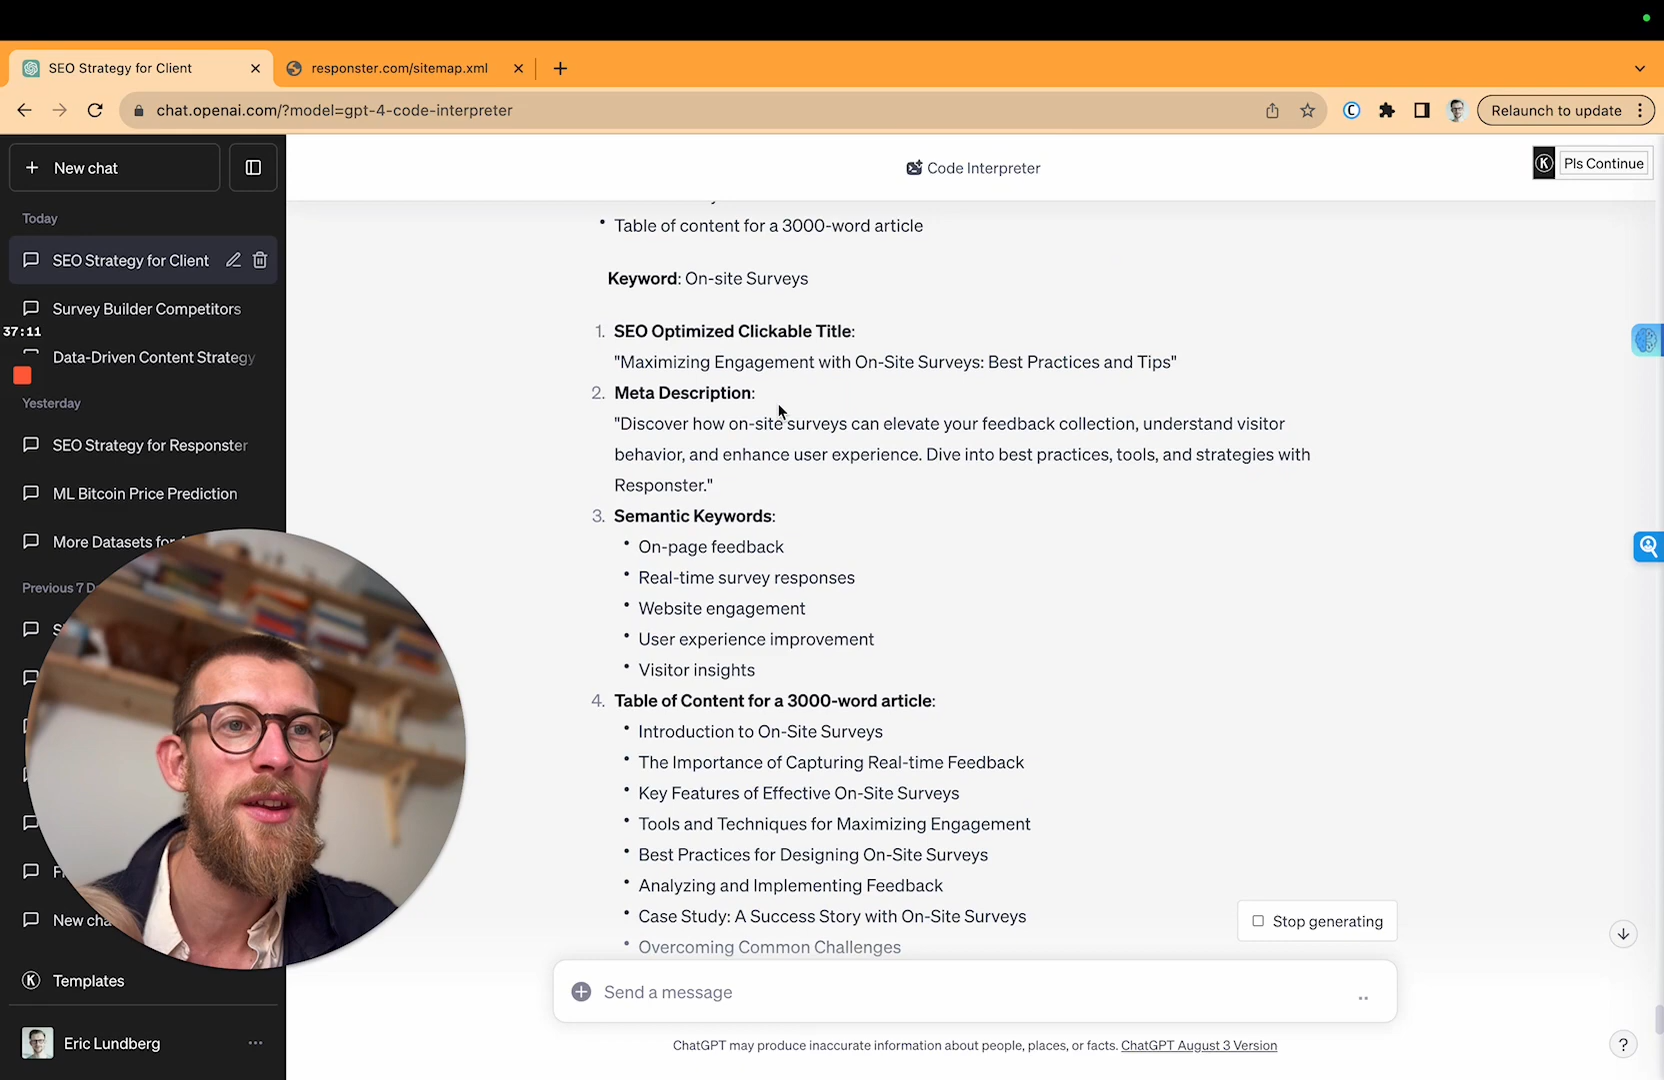 SEO Strategy for Client
responster.com/sitemap.xml
chat.openai.com/?model=gpt-4-code-interpreter
Relaunch to update
New chat
Code Interpreter
Pls Continue
Today
SEO Strategy for Client
Survey Builder Competitors
37:11
Data-Driven Content Strategy
Yesterday
SEO Strategy for Responster
ML Bitcoin Price Prediction
More Datasets for
Previous 7 D
New cha
Templates
Eric Lundberg
• Table of content for a 3000-word article
Keyword: On-site Surveys
1. SEO Optimized Clickable Title:
"Maximizing Engagement with On-Site Surveys: Best Practices and Tips"
2. Meta Description:
"Discover how on-site surveys can elevate your feedback collection, understand visitor
behavior, and enhance user experience. Dive into best practices, tools, and strategies with
Responster."
3. Semantic Keywords:
• On-page feedback
• Real-time survey responses
• Website engagement
• User experience improvement
• Visitor insights
4. Table of Content for a 3000-word article:
• Introduction to On-Site Surveys
• The Importance of Capturing Real-time Feedback
• Key Features of Effective On-Site Surveys
• Tools and Techniques for Maximizing Engagement
• Best Practices for Designing On-Site Surveys
• Analyzing and Implementing Feedback
• Case Study: A Success Story with On-Site Surveys
• Overcoming Common Challenges
Stop generating
Send a message
ChatGPT may produce inaccurate information about people, places, or facts. ChatGPT August 3 Version
?